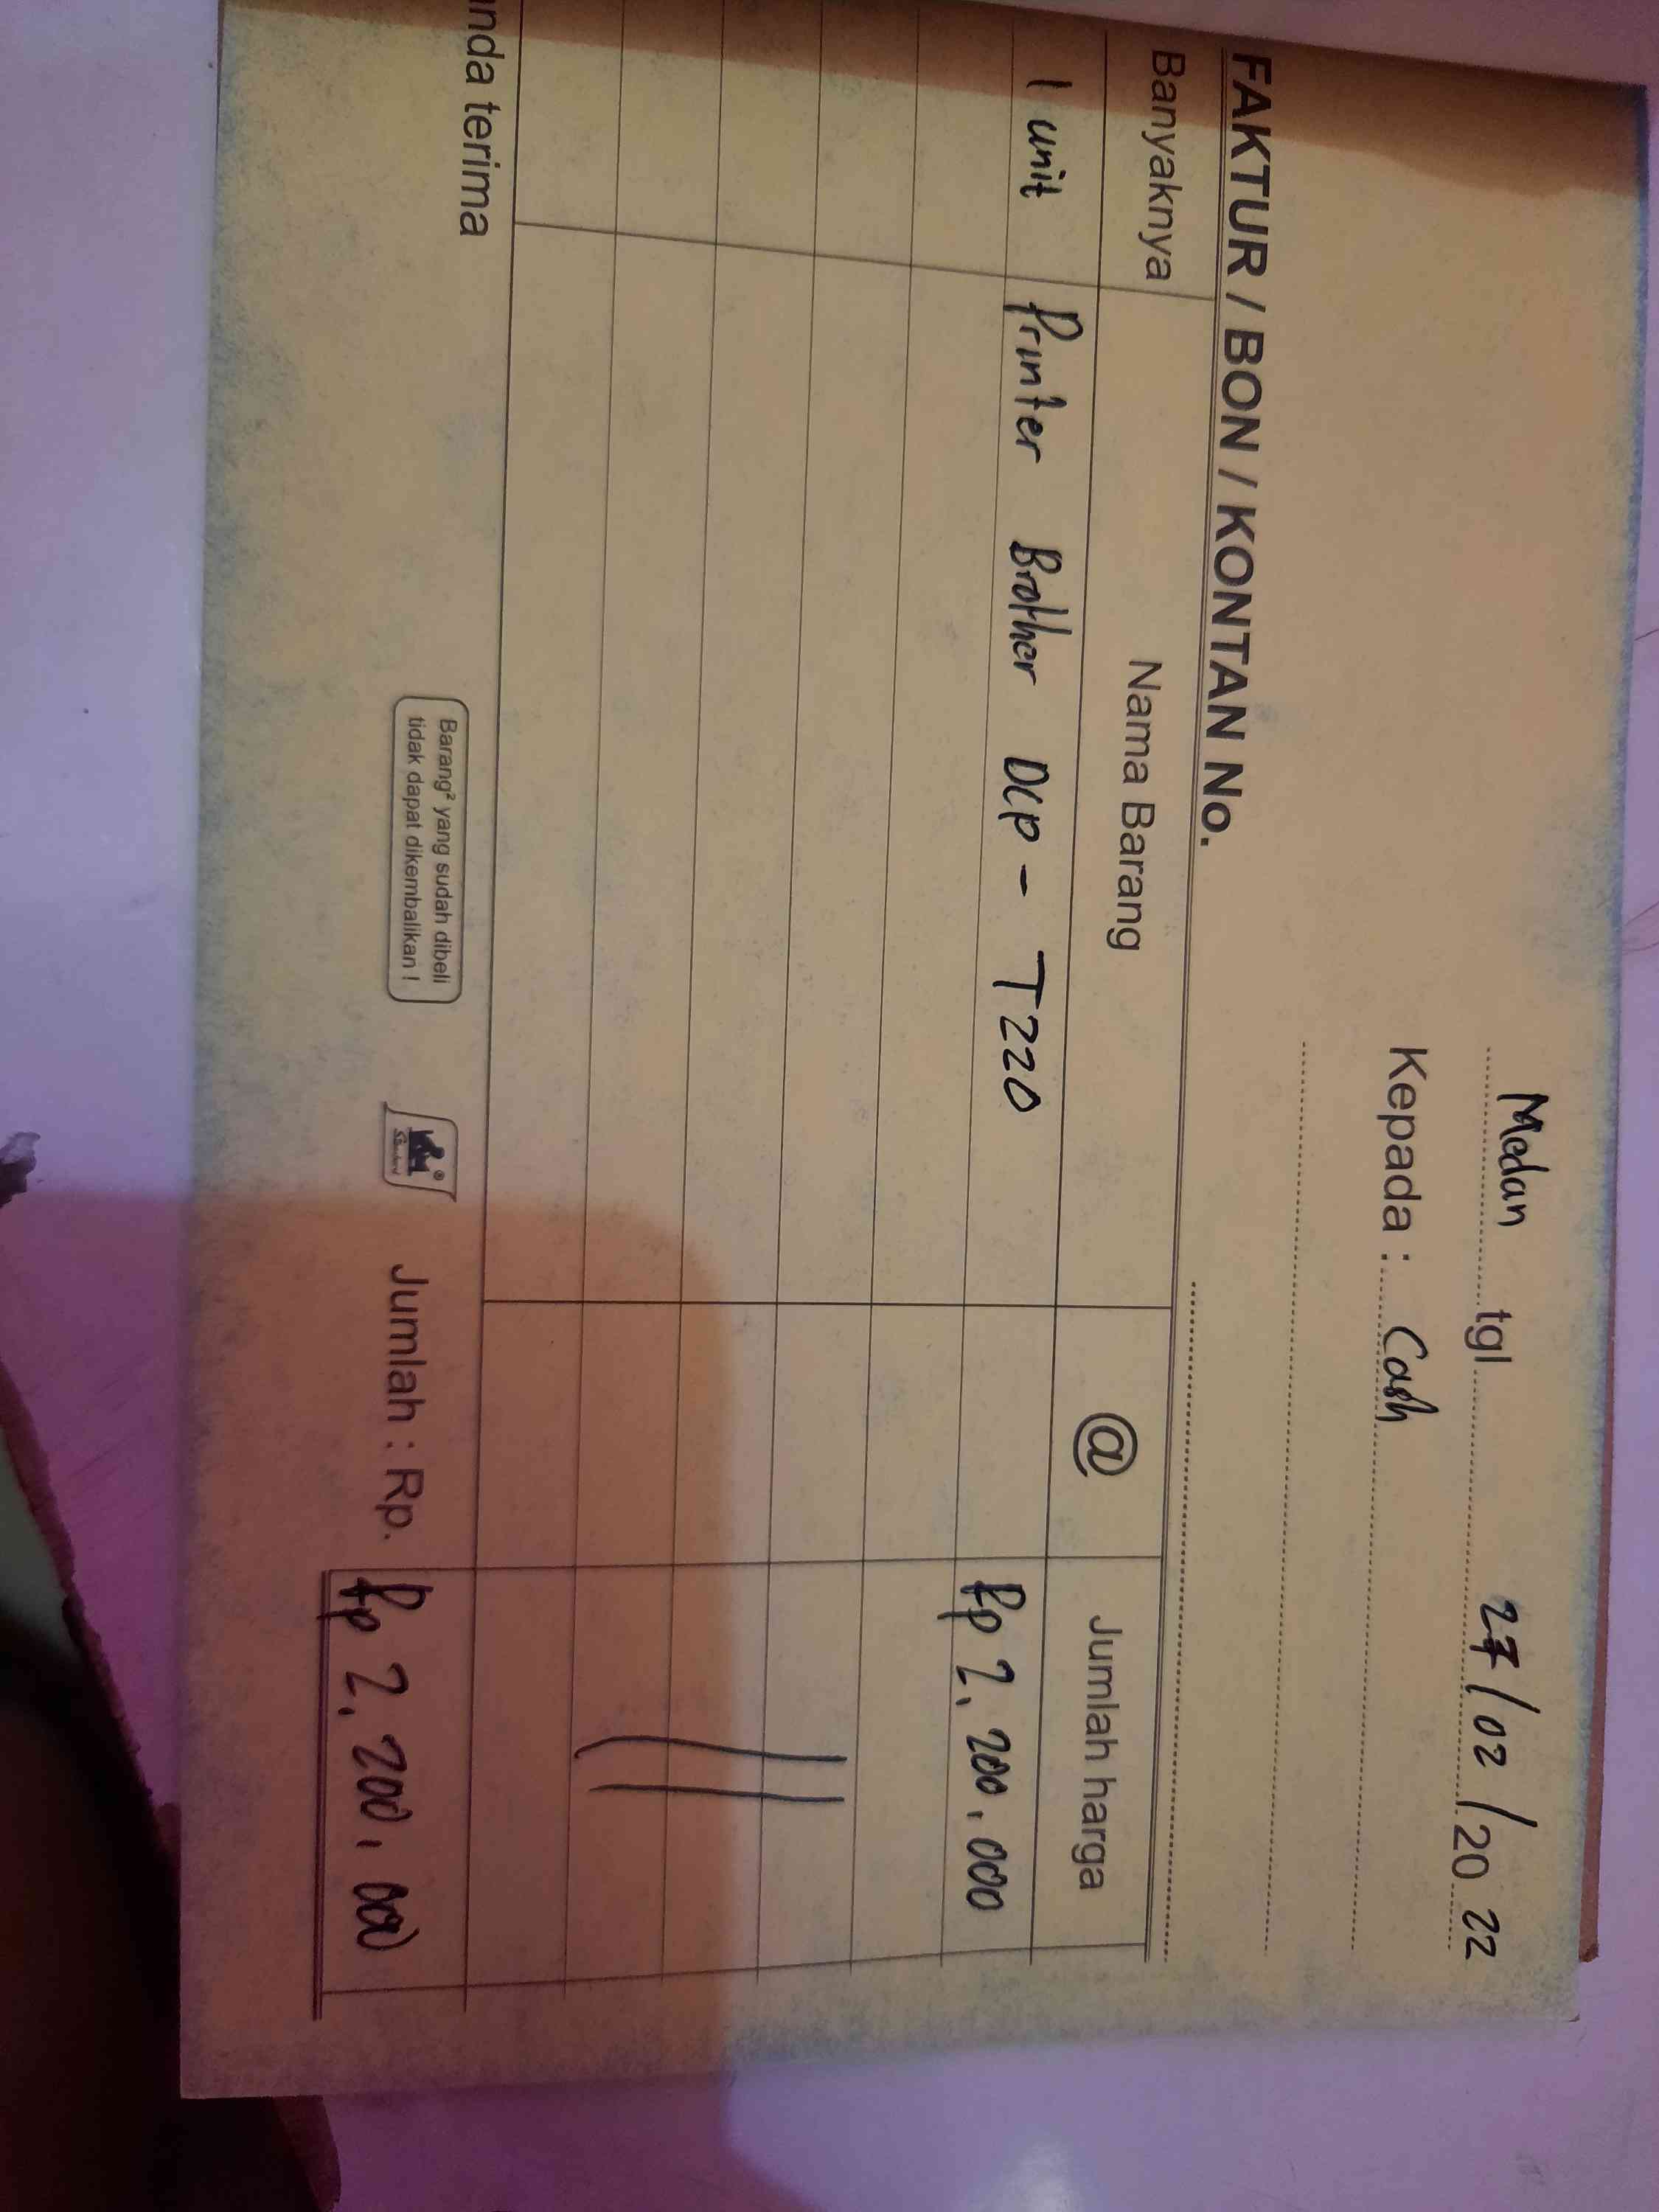 Medan tgl 27/02/2022
Kepada : Cash
FAKTUR / BON / KONTAN No.
Banyaknya Nama Barang @ Jumlah harga
1 unit Printer Brother DCP - T220 Rp 2.200.000
nda terima
Barang² yang sudah dibeli
tidak dapat dikembalikan !
Jumlah : Rp. Rp 2.200.000